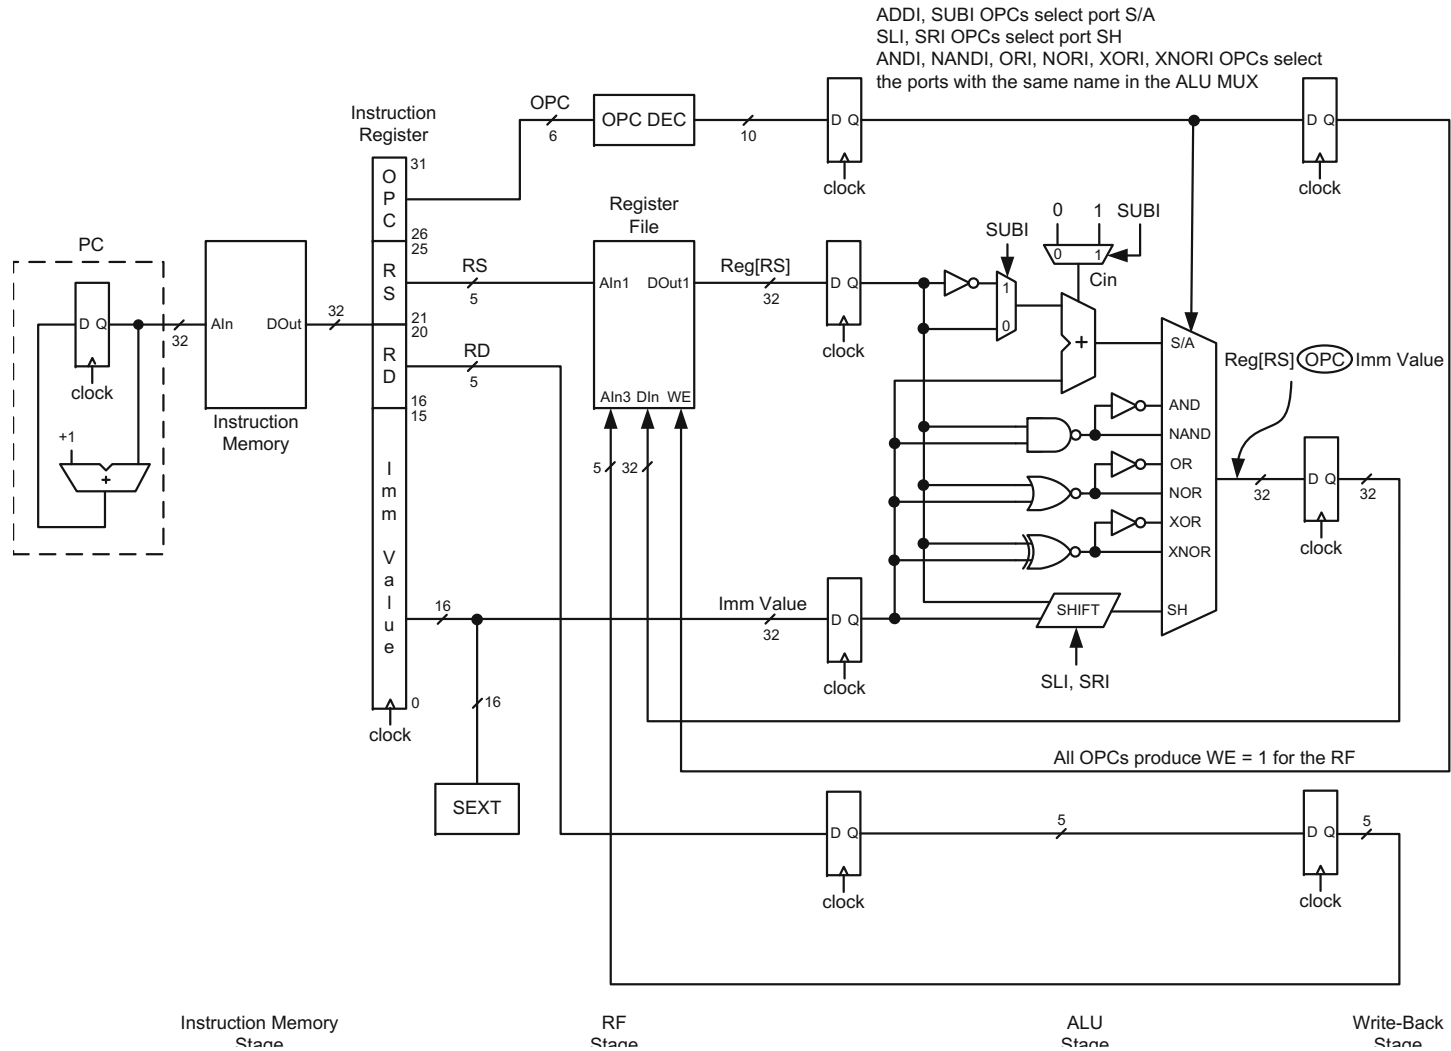 ADDI, SUBI OPCs select port S/A
SLI, SRI OPCs select port SH
ANDI, NANDI, ORI, NORI, XORI, XNORI OPCs select
the ports with the same name in the ALU MUX
Instruction
Register
OPC
6
OPC DEC
10
D Q
clock
D Q
clock
31
O
P
C
26
25
R
S
21
20
R
D
16
15
I
m
m
V
a
l
u
e
0
clock
PC
D Q
clock
+1
+
32
AIn
DOut
Instruction
Memory
32
RS
5
RD
5
Register
File
AIn1
DOut1
AIn3 DIn WE
5
32
Reg[RS]
32
D Q
clock
SUBI
1
0
0
1
SUBI
0
1
Cin
+
S/A
AND
NAND
OR
NOR
XOR
XNOR
SH
SHIFT
SLI, SRI
Reg[RS] OPC Imm Value
32
D Q
clock
32
16
Imm Value
32
D Q
clock
16
SEXT
All OPCs produce WE = 1 for the RF
D Q
clock
5
D Q
clock
5
Instruction Memory
Stage
RF
Stage
ALU
Stage
Write-Back
Stage